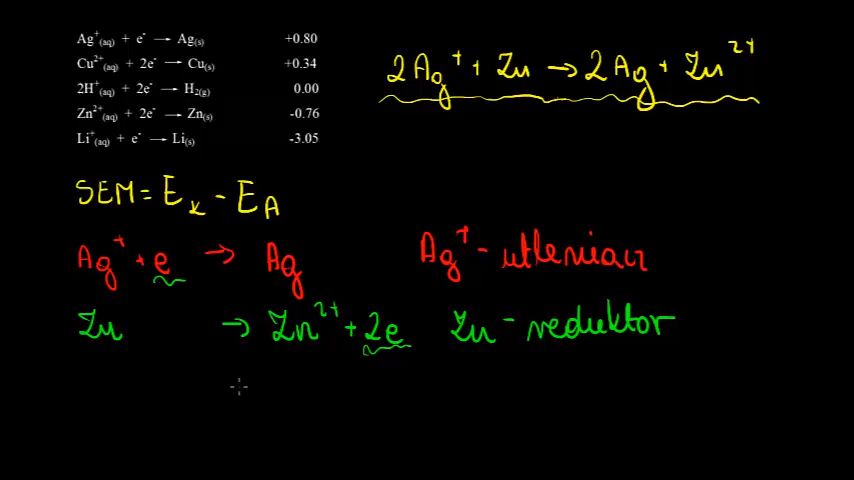 Ag⁺(aq) + e⁻ → Ag(s) +0.80
Cu²⁺(aq) + 2e⁻ → Cu(s) +0.34
2H⁺(aq) + 2e⁻ → H₂(g) 0.00
Zn²⁺(aq) + 2e⁻ → Zn(s) -0.76
Li⁺(aq) + e⁻ → Li(s) -3.05
2Ag⁺ + Zn → 2Ag + Zn²⁺
SEM = E_K - E_A
Ag⁺ + e → Ag Ag⁺ - utleniacz
Zn → Zn²⁺ + 2e Zn - reduktor